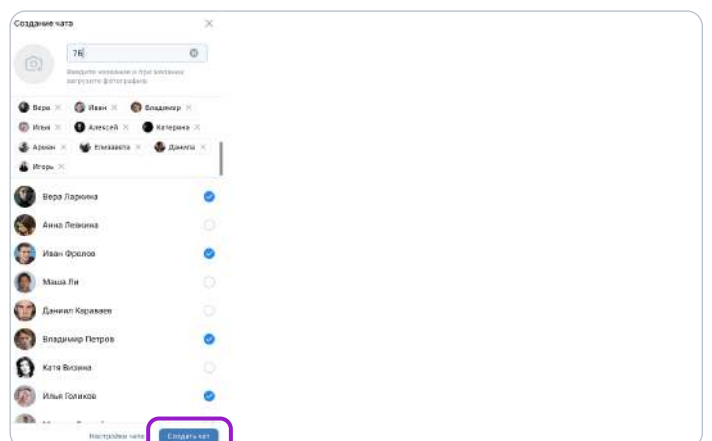 Создание чата
7Б
Введите название и при желании
загрузите фотографию
Вера Иван Владимир
Илья Алексей Катерина
Арман Елизавета Данила
Игорь
Вера Ларкина
Анна Левкина
Иван Фролов
Маша Ли
Даниил Караваев
Владимир Петров
Катя Визина
Илья Голиков
Настройки чата Создать чат